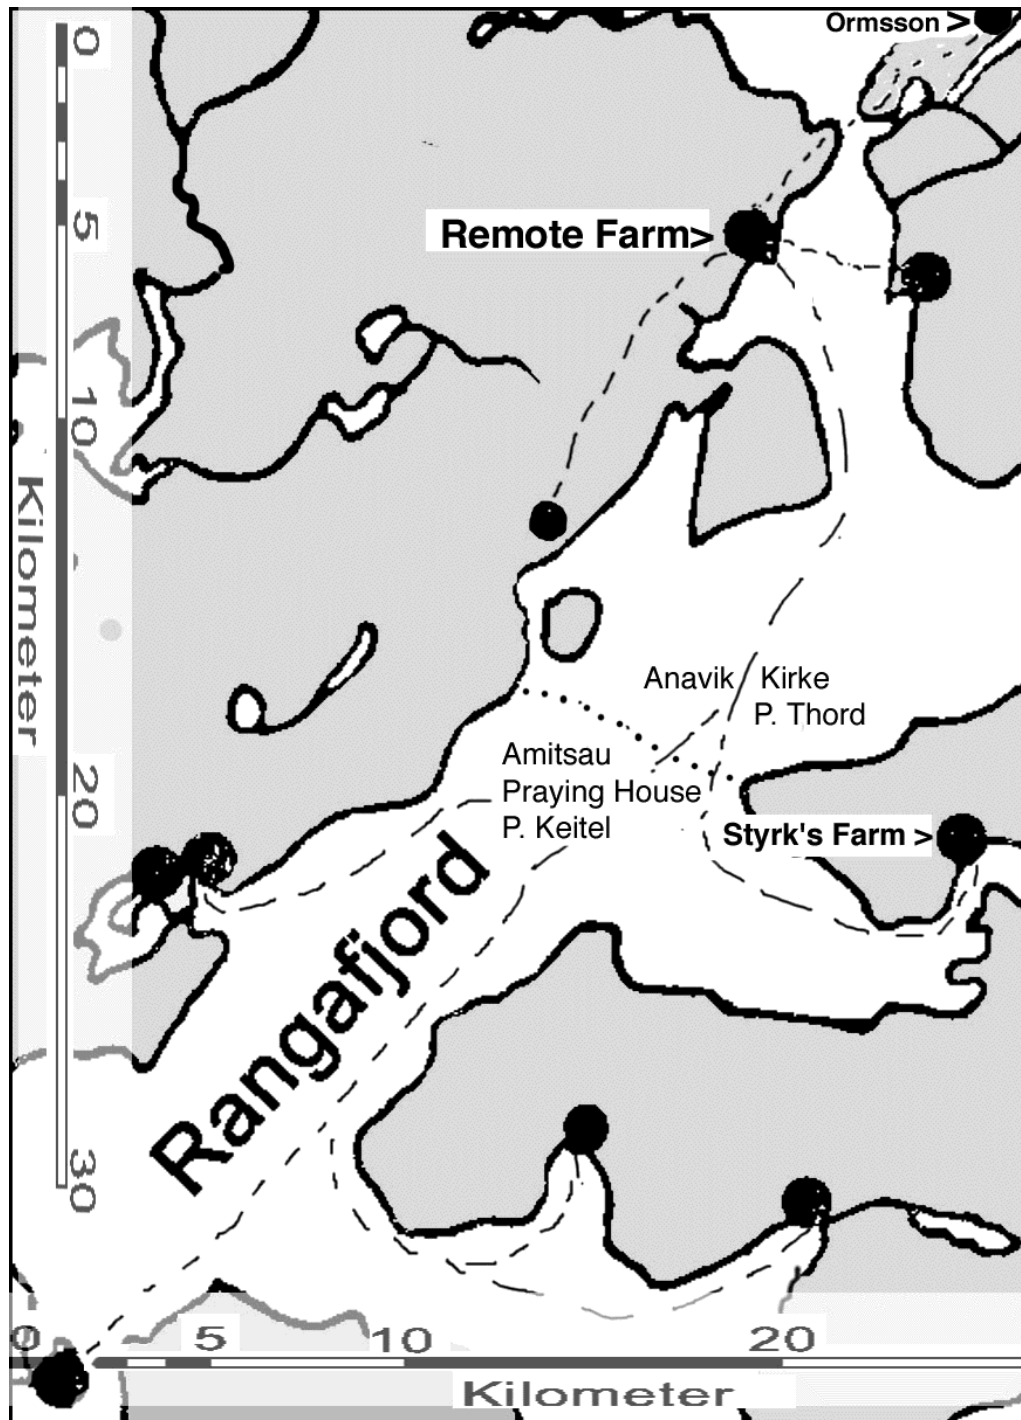 Ormsson >
0
5
Remote Farm>
10
Kilometer
Anavik Kirke
P. Thord
Amitsau
Praying House
P. Keitel
20
Styrk's Farm >
Rangafjord
30
0 5 10 20
Kilometer